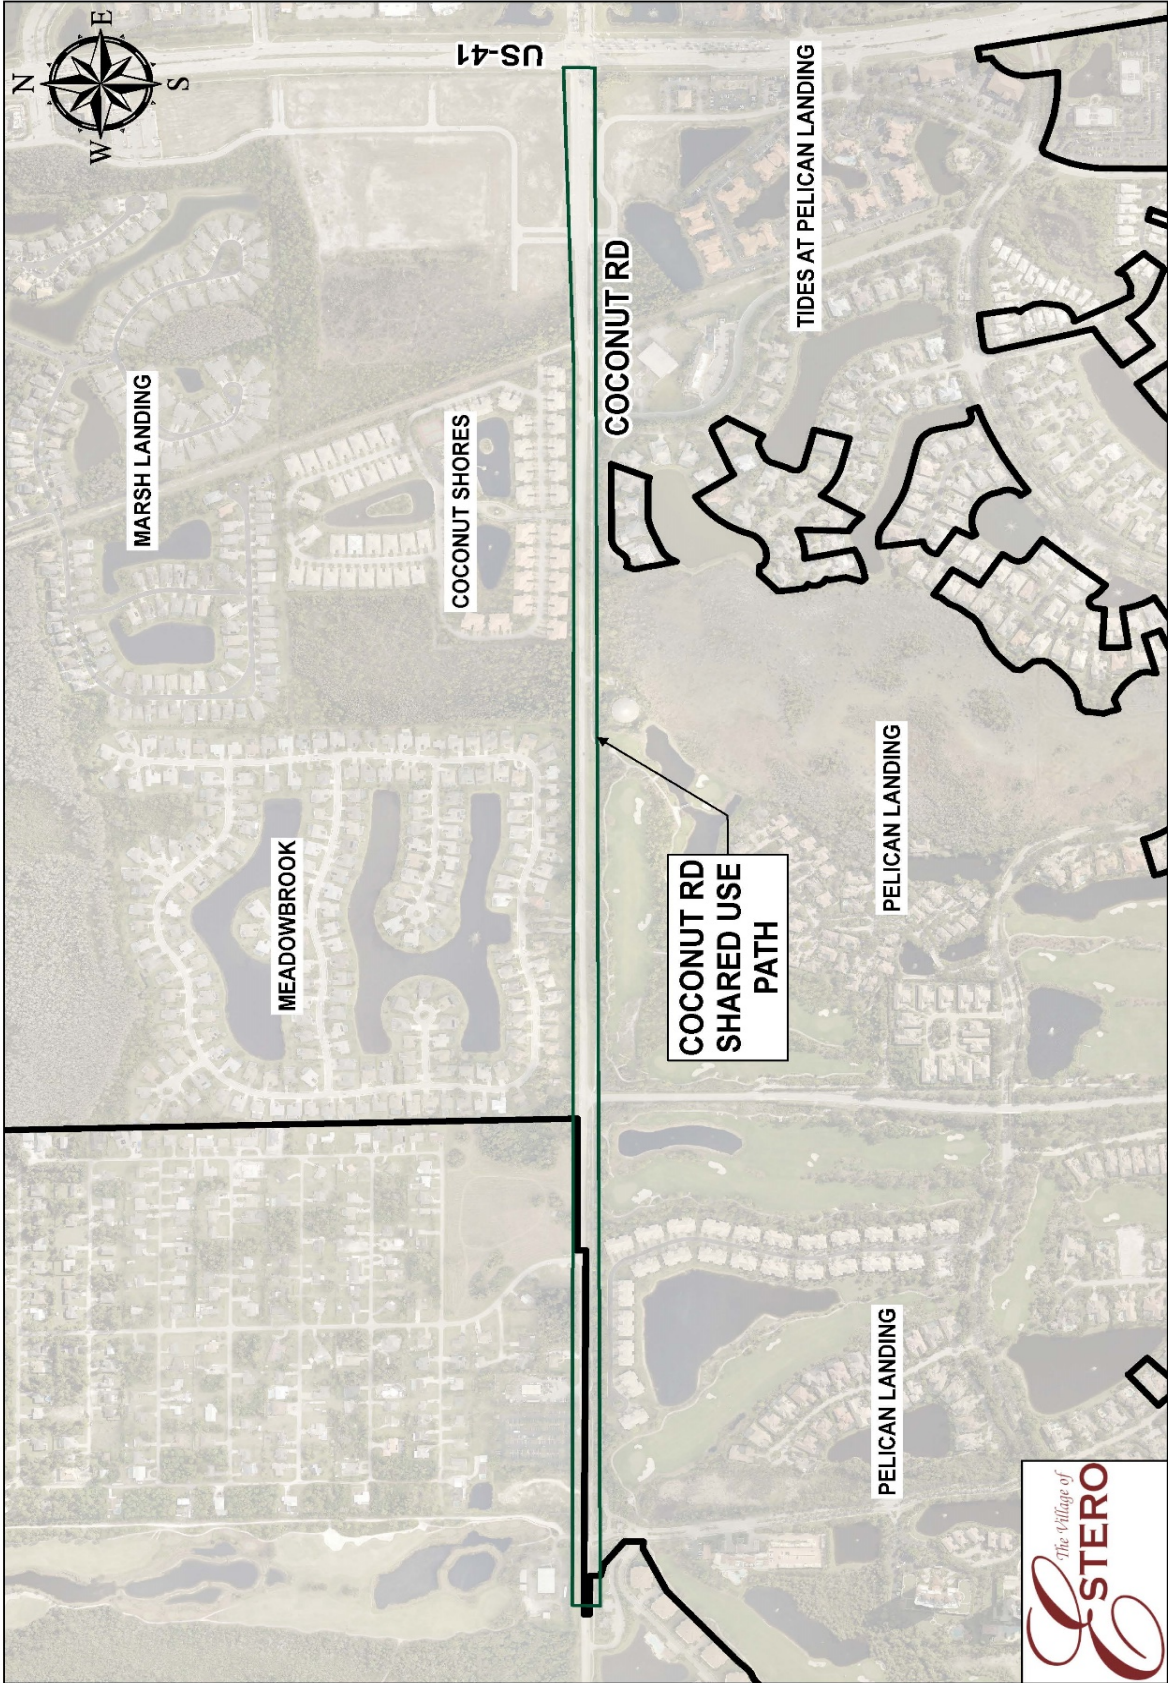 N
E
S
W
US-41
MARSH LANDING
COCONUT SHORES
COCONUT RD
TIDES AT PELICAN LANDING
MEADOWBROOK
COCONUT RD
SHARED USE
PATH
PELICAN LANDING
PELICAN LANDING
The Village of
ESTERO